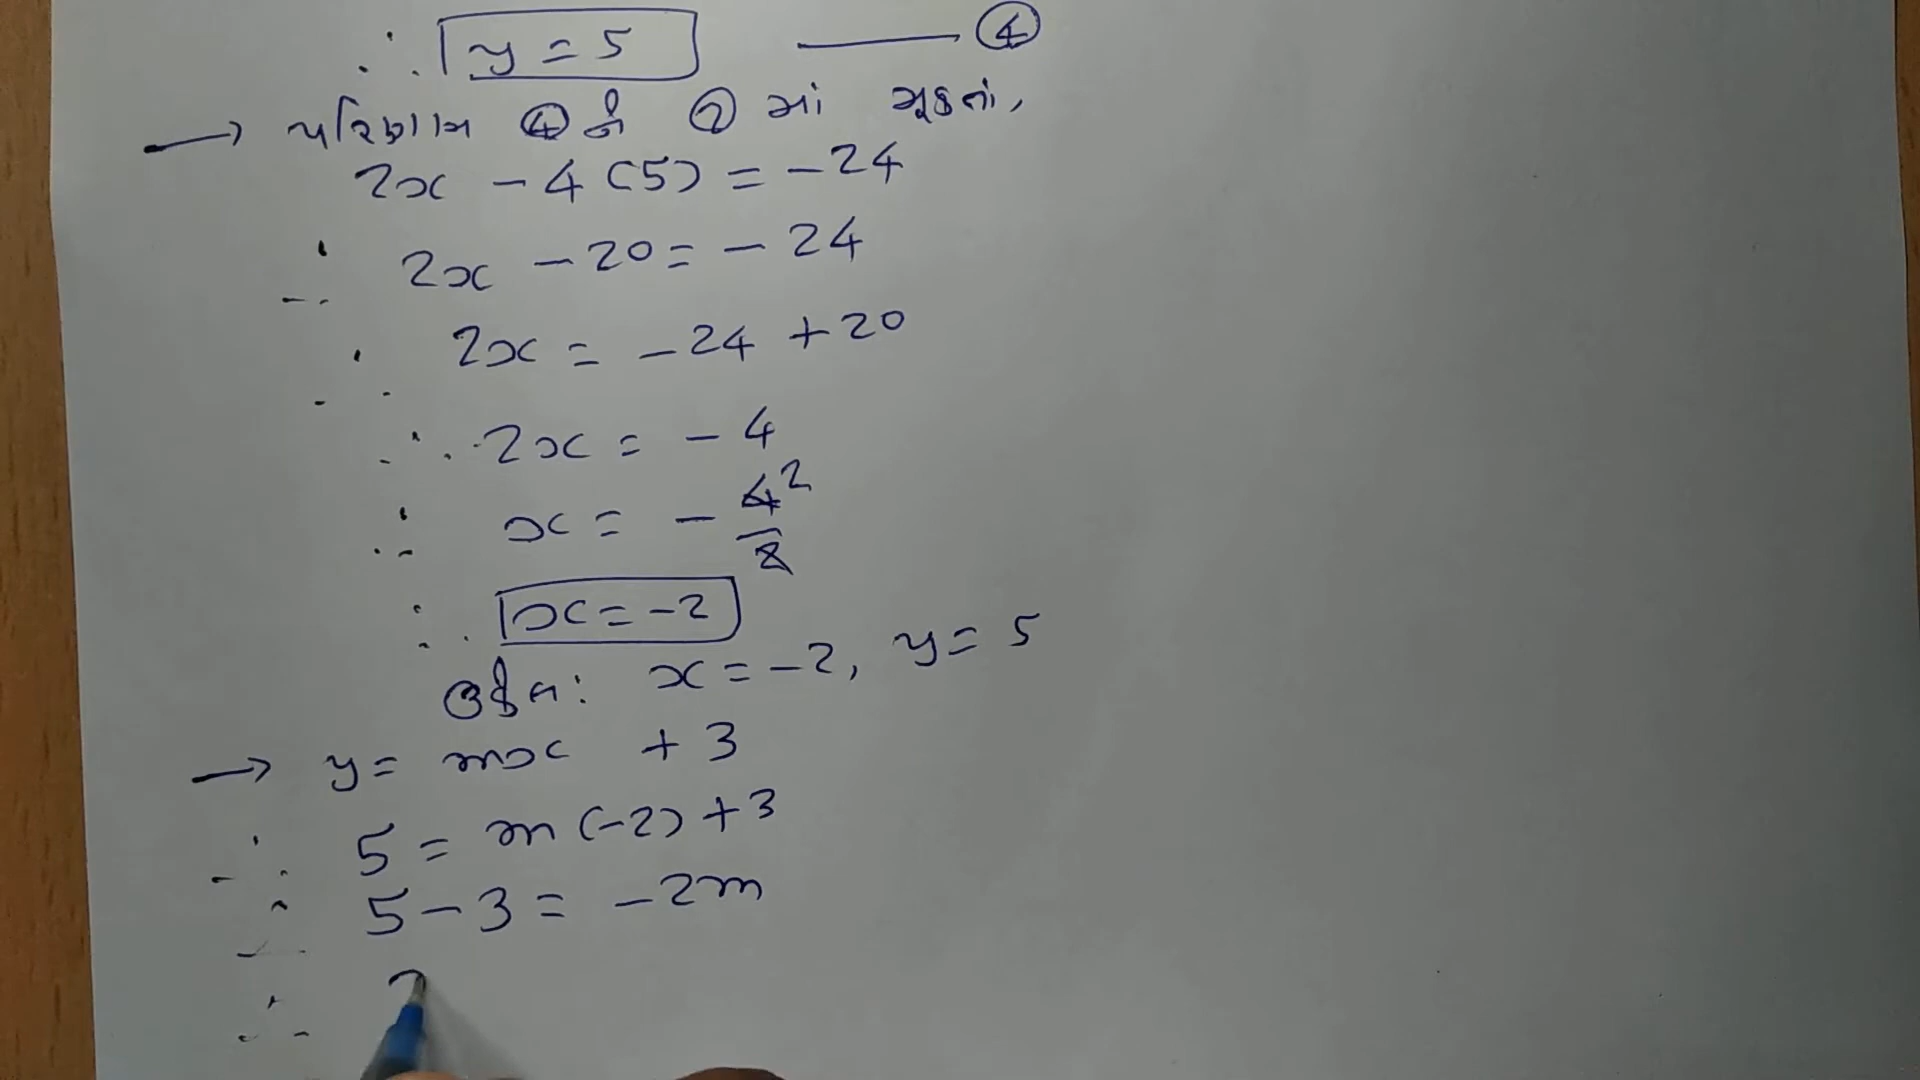 ∴ y = 5 —— ④
→ પરિણામ ④ ને ② માં મૂકતાં,
2x - 4 (5) = -24
∴ 2x - 20 = - 24
∴ 2x = - 24 + 20
∴ 2x = - 4
∴ x = - 4/2 2
∴ x = -2
ઉકેલ: x = -2, y = 5
→ y = mx + 3
∴ 5 = m (-2) + 3
∴ 5 - 3 = -2m
∴